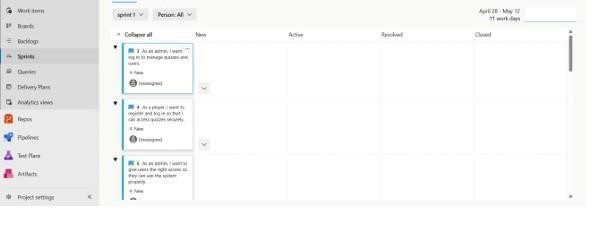 Work items
Boards
Backlogs
Sprints
Queries
Delivery Plans
Analytics views
Repos
Pipelines
Test Plans
Artifacts
Project settings
sprint 1
Person: All
April 28 - May 12
11 work days
Collapse all
New
Active
Resolved
Closed
3 As an admin, I want
log in to manage quizzes and
users.
+ New
Unassigned
4 As a player, I want to
register and log in so that I
can access quizzes securely.
+ New
Unassigned
6 As an admin, I want to
give users the right access so
they can use the system
properly.
+ New